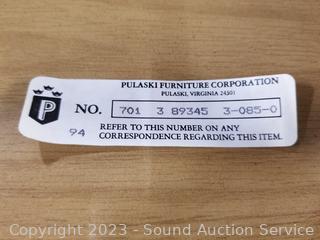 PULASKI FURNITURE CORPORATION
PULASKI, VIRGINIA 24301
P
NO. 701 3 89345 3-085-0
94 REFER TO THIS NUMBER ON ANY
CORRESPONDENCE REGARDING THIS ITEM.
Copyright 2023 - Sound Auction Service